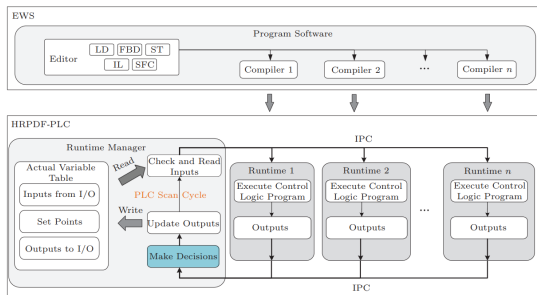 EWS
Program Software
Editor
LD FBD ST
IL SFC
Compiler 1
Compiler 2
...
Compiler n
HRPDF-PLC
IPC
Runtime Manager
Actual Variable
Table
Inputs from I/O
Set Points
Outputs to I/O
Read
Write
Check and Read
Inputs
PLC Scan Cycle
Update Outputs
Make Decisions
Runtime 1
Execute Control
Logic Program
Outputs
Runtime 2
Execute Control
Logic Program
Outputs
...
Runtime n
Execute Control
Logic Program
Outputs
IPC